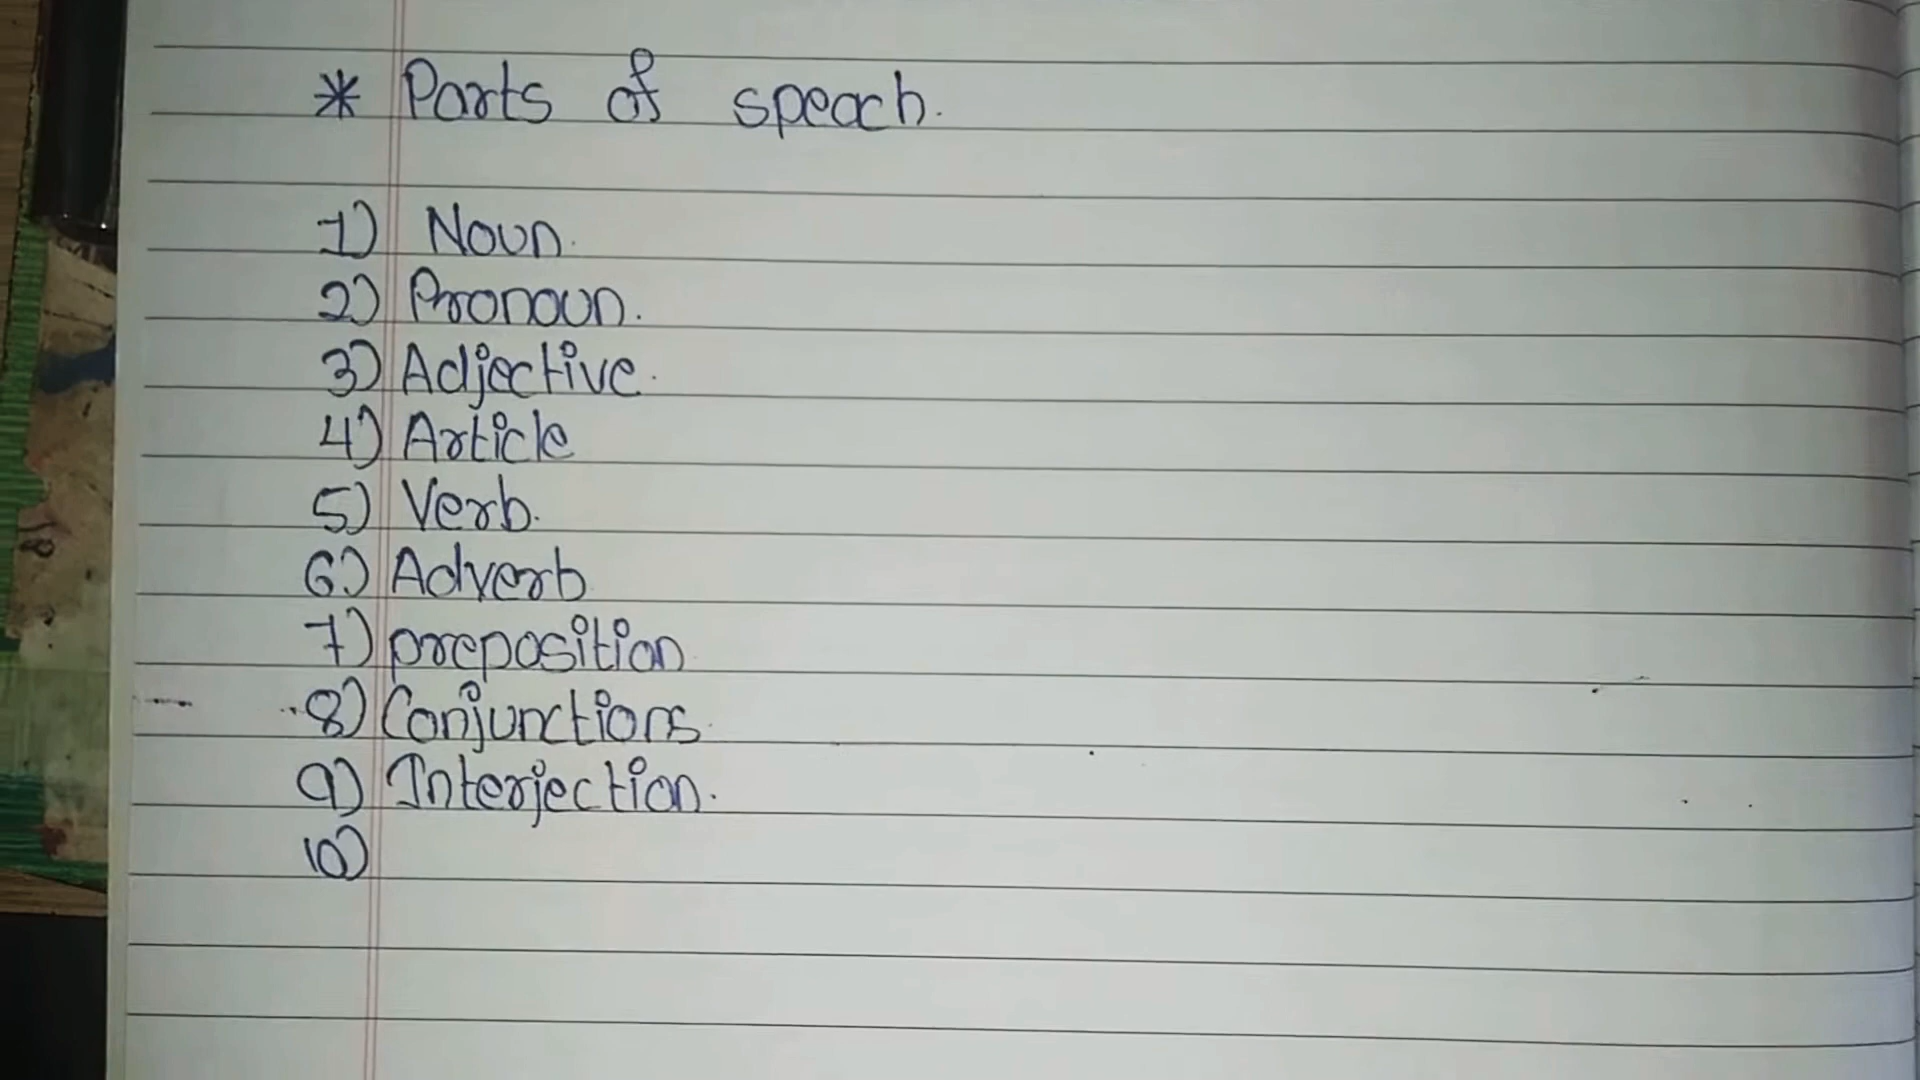 * Parts of speach.
1) Noun.
2) Pronoun.
3) Adjective.
4) Article
5) Verb.
6) Adverb
7) preposition
8) Conjunctions.
9) Interjection.
10)